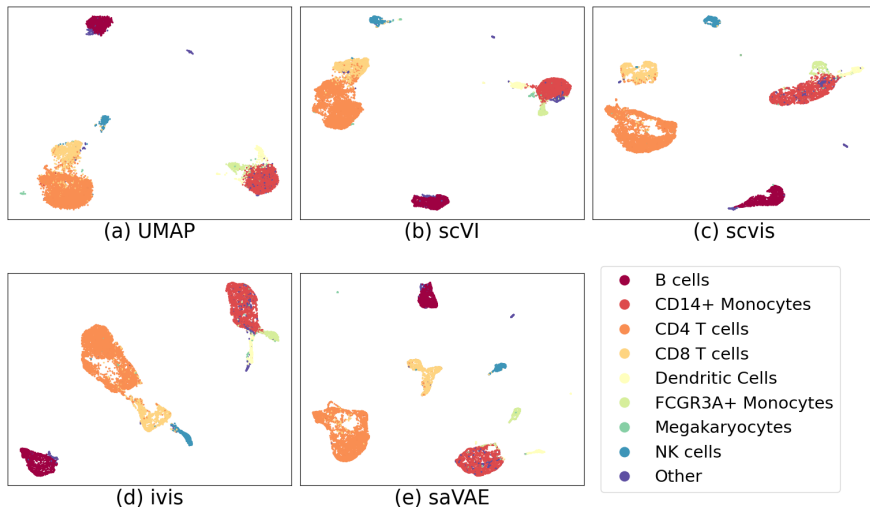 (a) UMAP
(b) scVI
(c) scvis
(d) ivis
(e) saVAE
B cells
CD14+ Monocytes
CD4 T cells
CD8 T cells
Dendritic Cells
FCGR3A+ Monocytes
Megakaryocytes
NK cells
Other